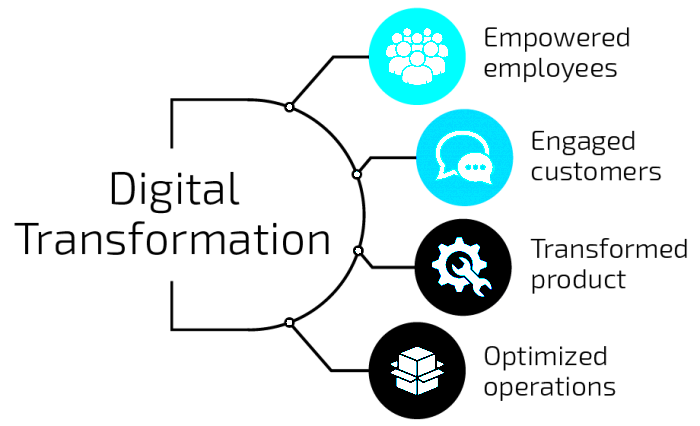 Digital
Transformation
Empowered
employees
Engaged
customers
Transformed
product
Optimized
operations